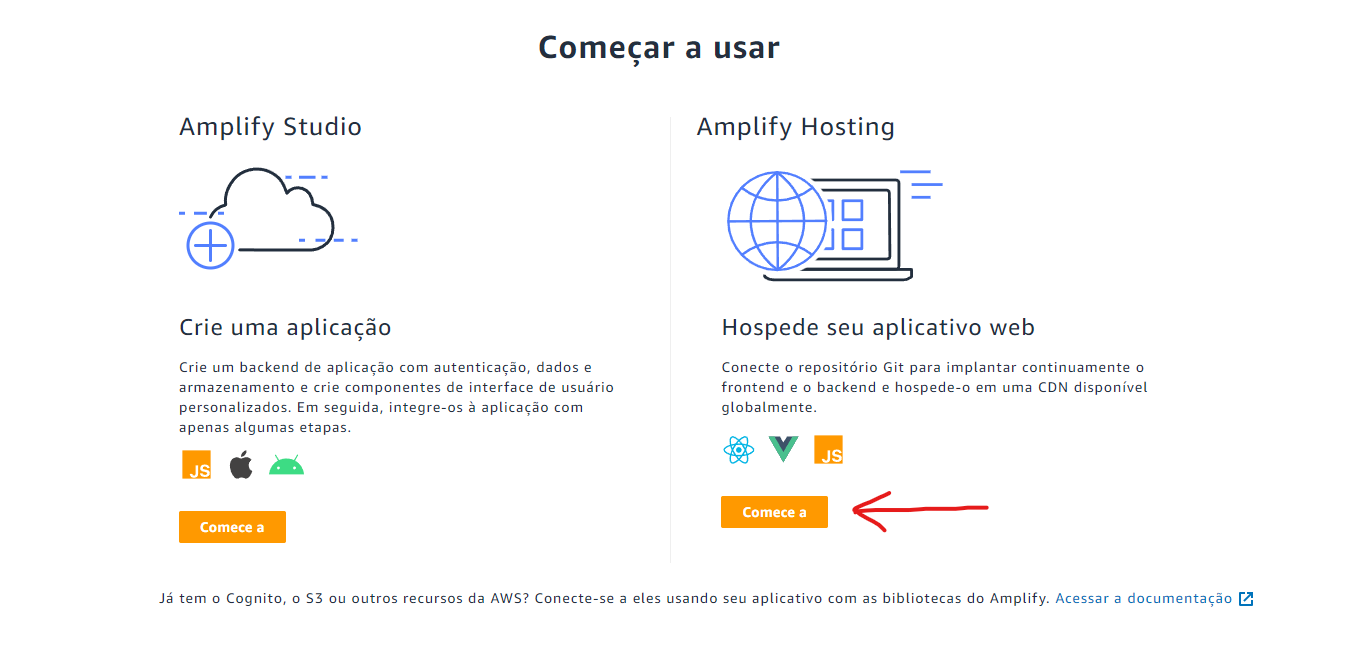 Começar a usar
Amplify Studio
Crie uma aplicação
Crie um backend de aplicação com autenticação, dados e
armazenamento e crie componentes de interface de usuário
personalizados. Em seguida, integre-os à aplicação com
apenas algumas etapas.
JS
Comece a
Amplify Hosting
Hospede seu aplicativo web
Conecte o repositório Git para implantar continuamente o
frontend e o backend e hospede-o em uma CDN disponível
globalmente.
JS
Comece a
Já tem o Cognito, o S3 ou outros recursos da AWS? Conecte-se a eles usando seu aplicativo com as bibliotecas do Amplify. Acessar a documentação